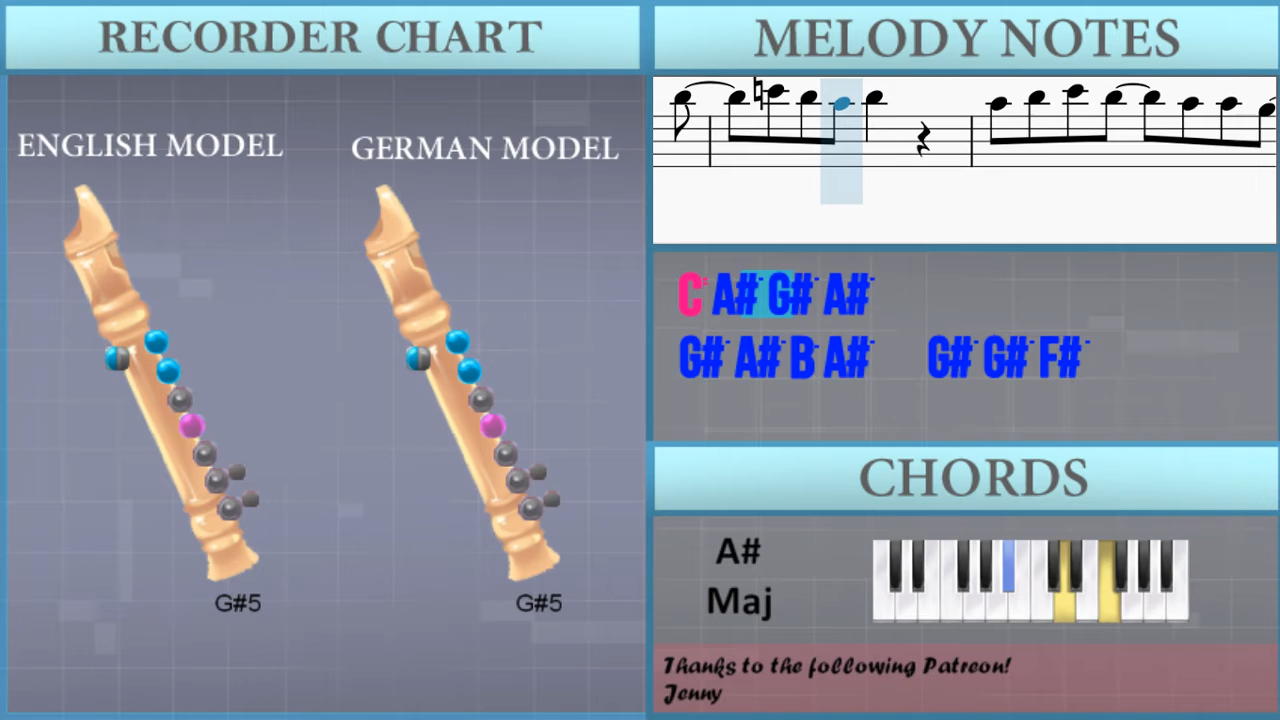 RECORDER CHART
ENGLISH MODEL
GERMAN MODEL
G#5
G#5
MELODY NOTES
C A# G# A#
G# A# B A# G# G# F#
CHORDS
A#
Maj
Thanks to the following Patreon!
Jenny